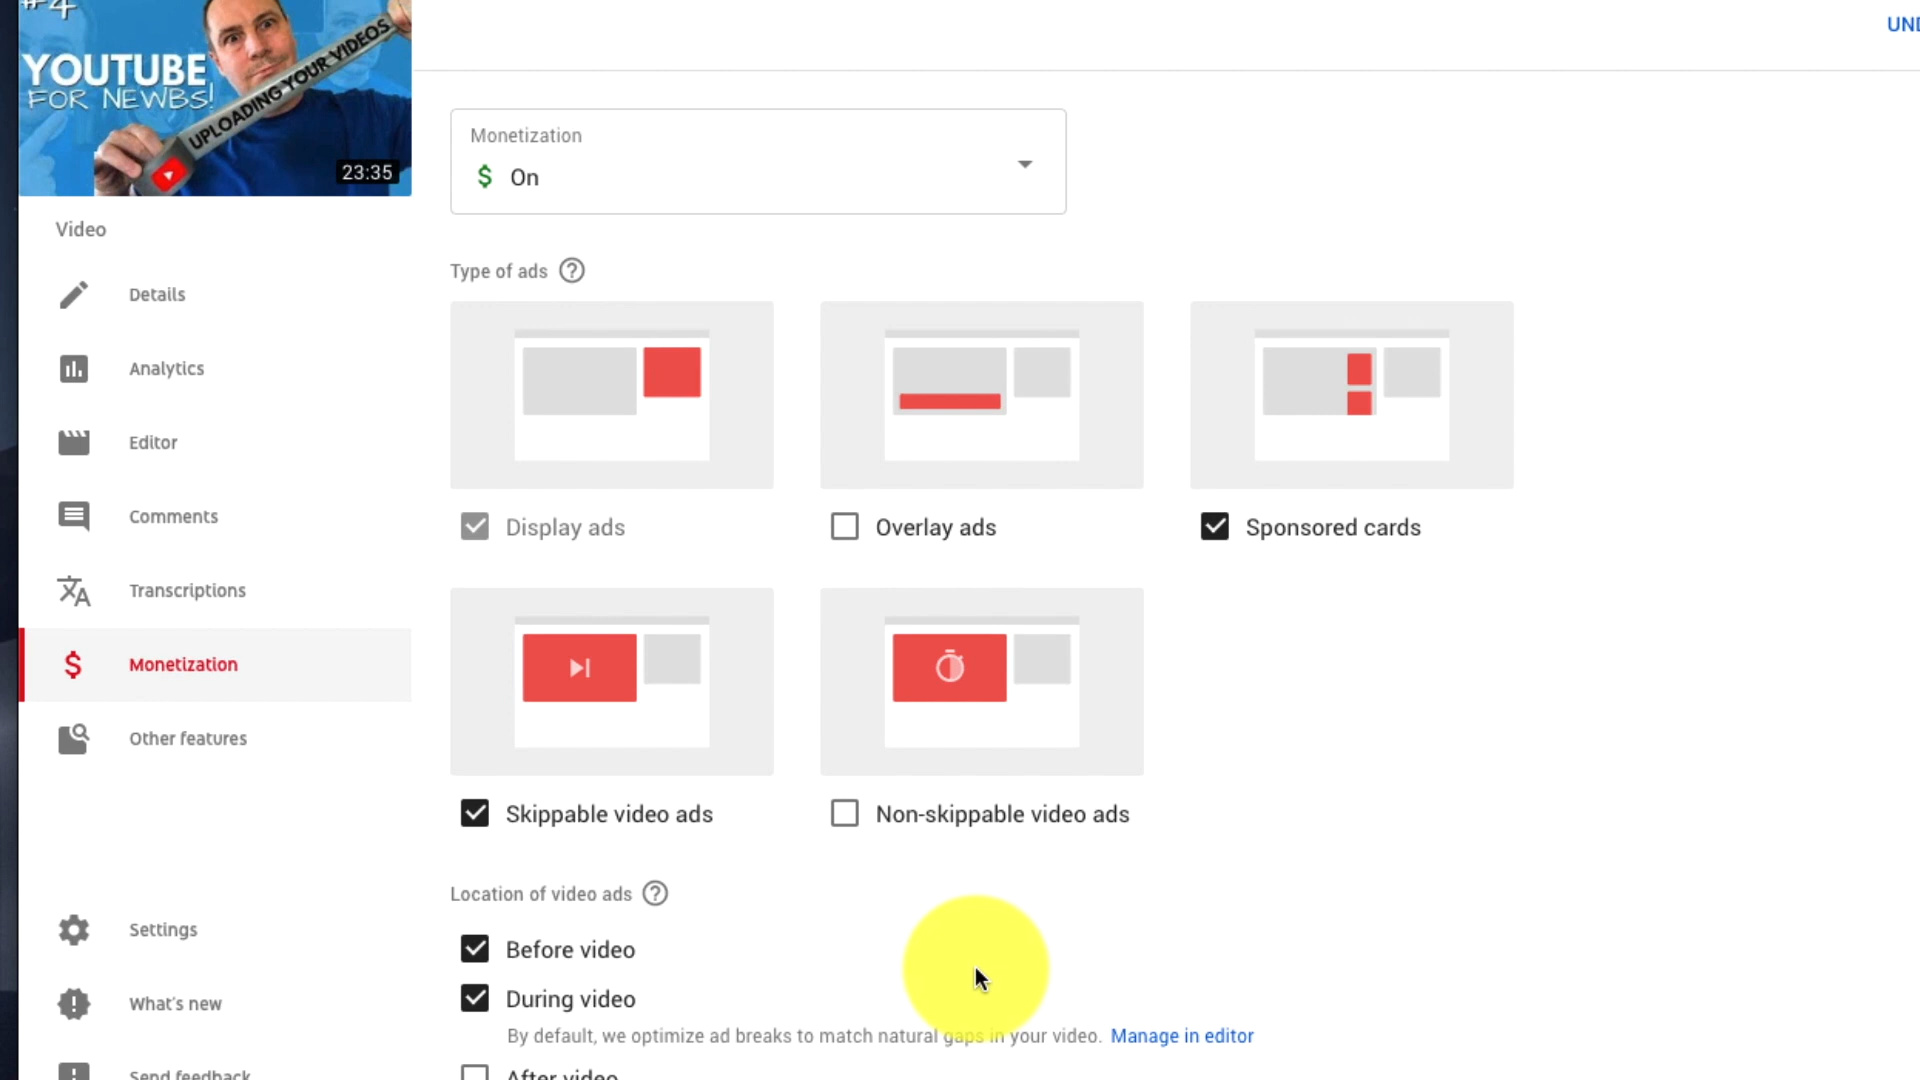 #4
YOUTUBE
FOR NEWBS!
UPLOADING YOUR VIDEOS
23:35
Video
Details
Analytics
Editor
Comments
Transcriptions
Monetization
Other features
Settings
What's new
Send feedback
UND
Monetization
$ On
Type of ads
Display ads
Overlay ads
Sponsored cards
Skippable video ads
Non-skippable video ads
Location of video ads
Before video
During video
By default, we optimize ad breaks to match natural gaps in your video. Manage in editor
After video